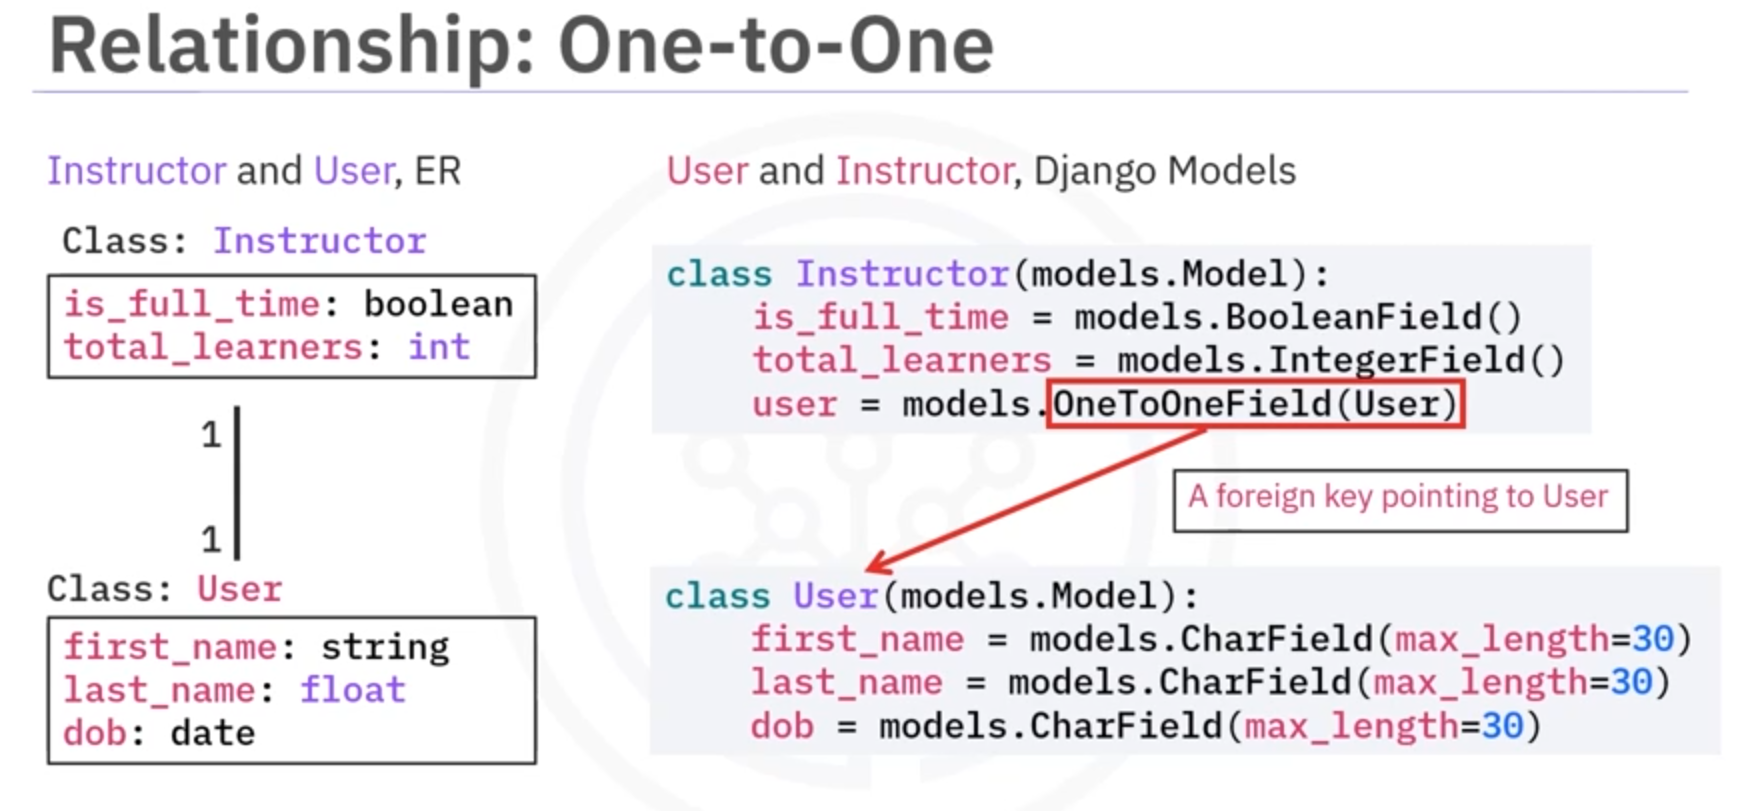 Relationship: One-to-One
Instructor and User, ER
Class: Instructor
is_full_time: boolean
total_learners: int
1
1
Class: User
first_name: string
last_name: float
dob: date
User and Instructor, Django Models
class Instructor(models.Model):
    is_full_time = models.BooleanField()
    total_learners = models.IntegerField()
    user = models.OneToOneField(User)
A foreign key pointing to User
class User(models.Model):
    first_name = models.CharField(max_length=30)
    last_name = models.CharField(max_length=30)
    dob = models.CharField(max_length=30)